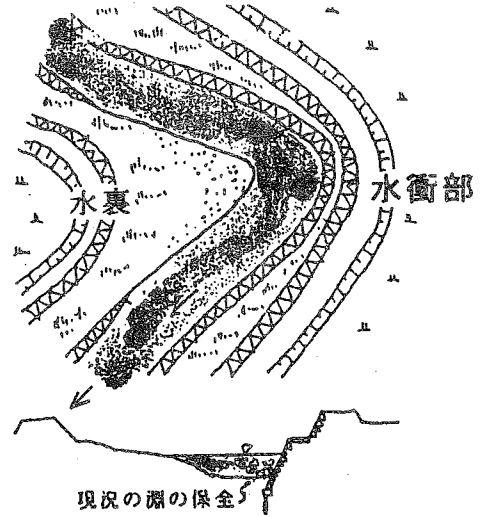 水衝部
水裏
現況の淵の保全